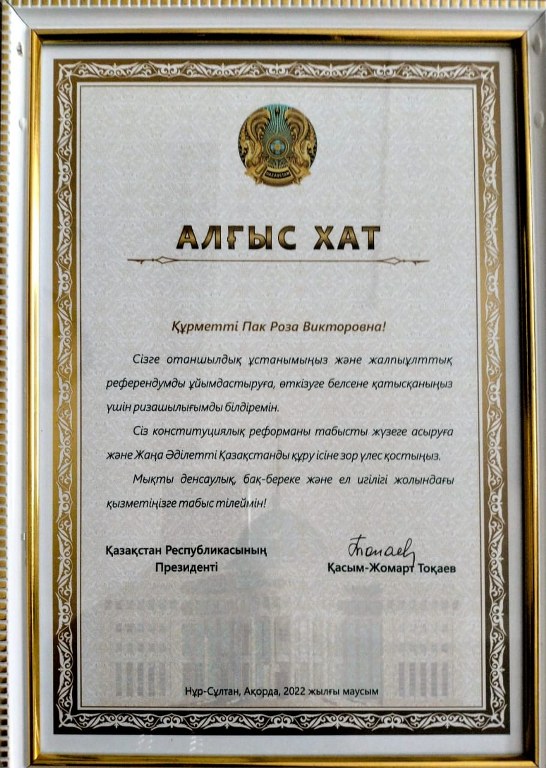 ҚАЗАҚСТАН
АЛҒЫС ХАТ
Құрметті Пак Роза Викторовна!
Сізге отаншылдық ұстанымыңыз және жалпыұлттық
референдумды ұйымдастыруға, өткізуге белсене қатысқаныңыз
үшін ризашылығымды білдіремін.
Сіз конституциялық реформаны табысты жүзеге асыруға
және Жаңа Әділетті Қазақстанды құру ісіне зор үлес қостыңыз.
Мықты денсаулық, бақ-береке және ел игілігі жолындағы
қызметіңізге табыс тілеймін!
Қазақстан Республикасының
Президенті
Тоқаев
Қасым-Жомарт Тоқаев
Нұр-Сұлтан, Ақорда, 2022 жылғы маусым